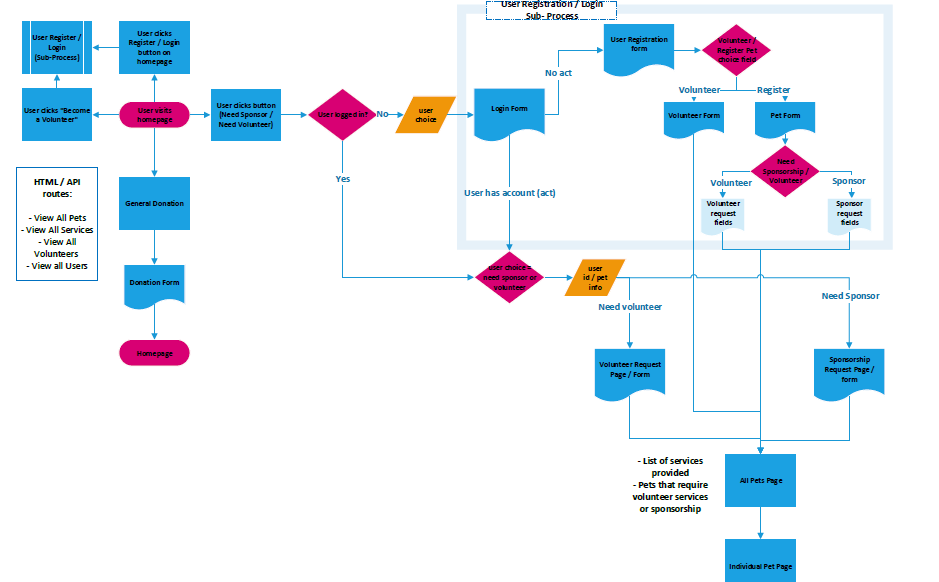 User Registration / Login
Sub- Process
User Register /
Login
(Sub-Process)
User clicks
Register / Login
button on
homepage
User Registration
form
Volunteer /
Register Pet
choice field
No act
Volunteer
Register
User clicks "Become
a Volunteer"
User visits
homepage
User clicks button
(Need Sponsor /
Need Volunteer)
User logged in?
No
user
choice
Login Form
Volunteer Form
Pet Form
Need
Sponsorship /
Volunteer
Yes
User has account (act)
Volunteer
Sponsor
Volunteer
request
fields
Sponsor
request
fields
HTML / API
routes:
- View All Pets
- View All Services
- View All
Volunteers
- View all Users
General Donation
Donation Form
user choice =
need sponsor or
volunteer
user
id / pet
info
Need volunteer
Need Sponsor
Homepage
Volunteer Request
Page / Form
Sponsorship
Request Page /
form
- List of services
provided
- Pets that require
volunteer services
or sponsorship
All Pets Page
Individual Pet Page